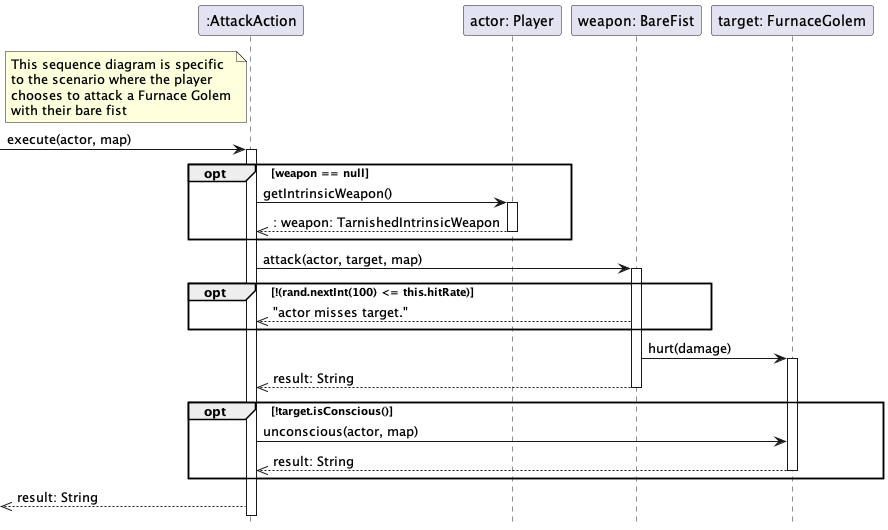 :AttackAction
actor: Player
weapon: BareFist
target: FurnaceGolem
This sequence diagram is specific
to the scenario where the player
chooses to attack a Furnace Golem
with their bare fist
execute(actor, map)
opt
[weapon == null]
getIntrinsicWeapon()
: weapon: TarnishedIntrinsicWeapon
attack(actor, target, map)
opt
[!(rand.nextInt(100) <= this.hitRate)]
"actor misses target."
hurt(damage)
result: String
opt
[!target.isConscious()]
unconscious(actor, map)
result: String
result: String